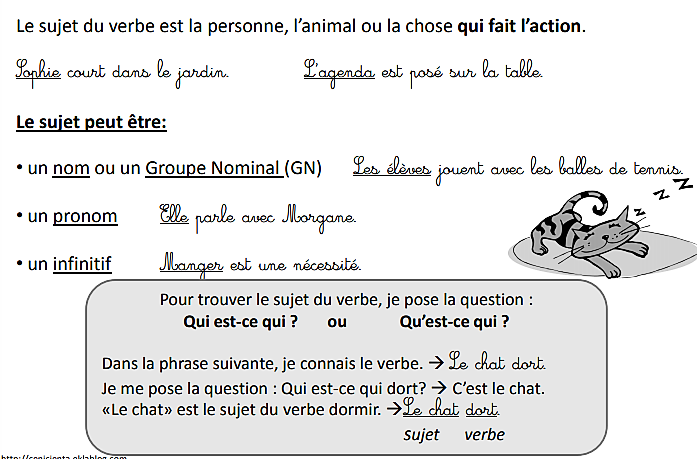 Le sujet du verbe est la personne, l’animal ou la chose qui fait l’action.
Sophie court dans le jardin. L'agenda est posé sur la table.
Le sujet peut être:
• un nom ou un Groupe Nominal (GN) Les élèves jouent avec les balles de tennis.
• un pronom Elle parle avec Morgane.
• un infinitif Manger est une nécessité.
z z z
Pour trouver le sujet du verbe, je pose la question :
Qui est-ce qui ? ou Qu’est-ce qui ?
Dans la phrase suivante, je connais le verbe. → Le chat dort.
Je me pose la question : Qui est-ce qui dort? → C’est le chat.
«Le chat» est le sujet du verbe dormir. →Le chat dort.
sujet verbe